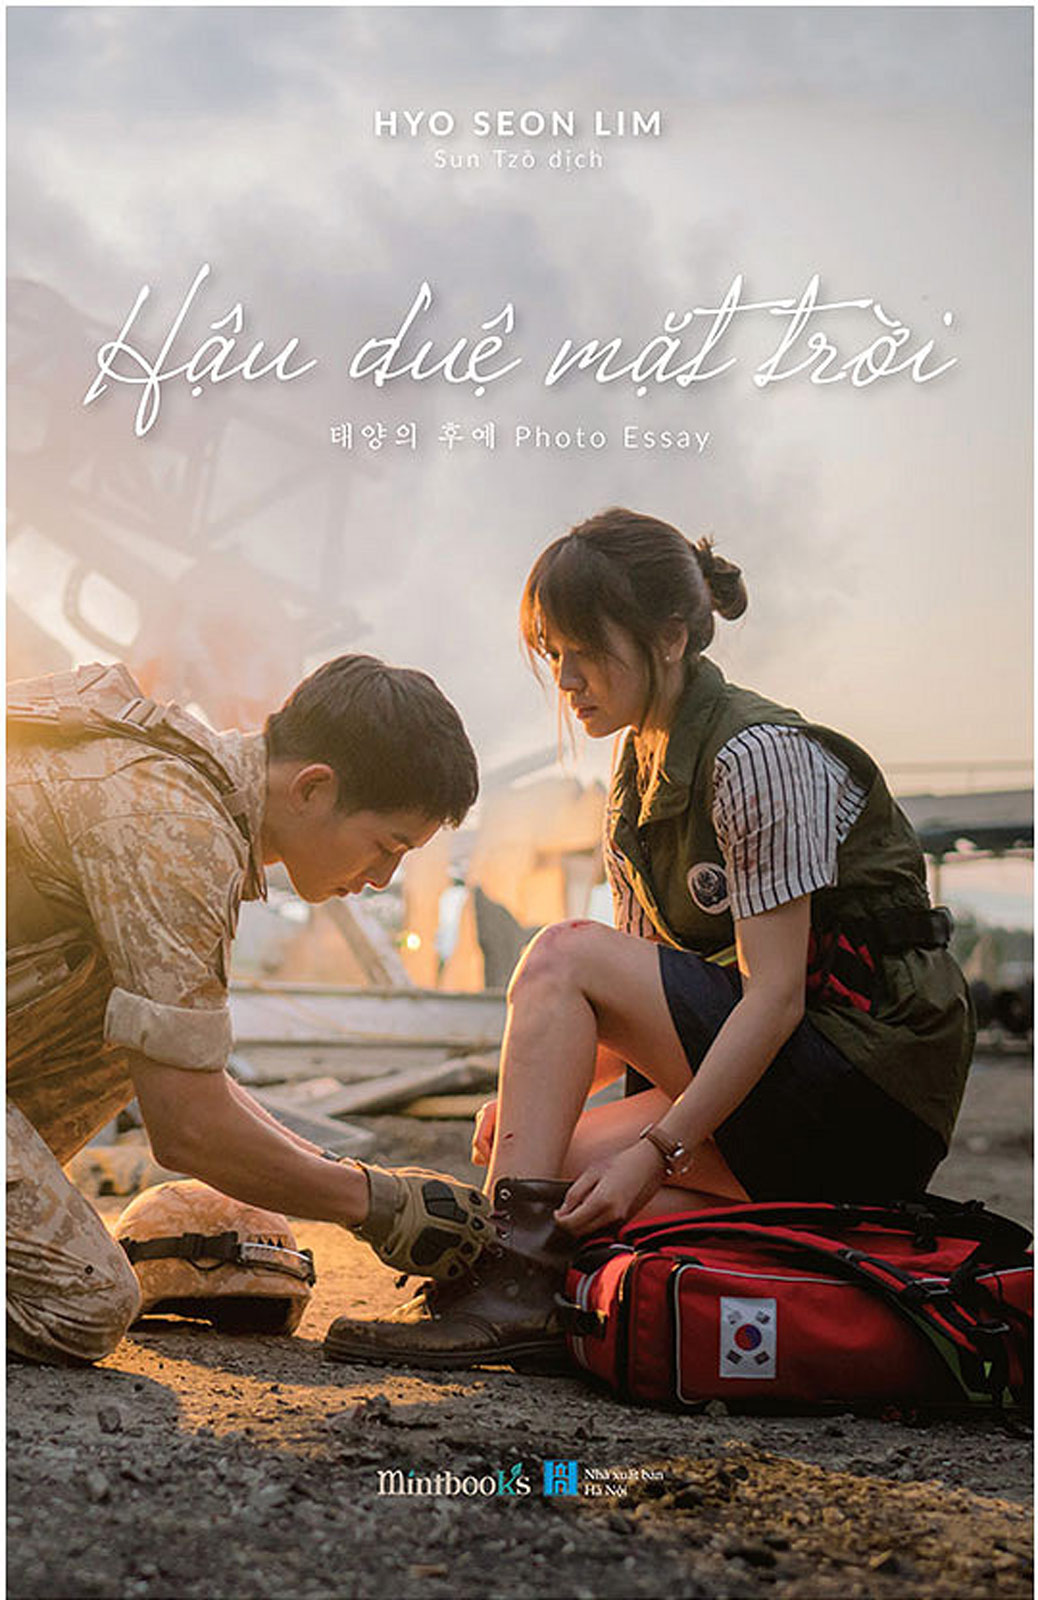 HYO SEON LIM
Sun Tzô dịch
Hậu duệ mặt trời
태양의 후예 Photo Essay
mintbooks
Nhà xuất bản
Hà Nội